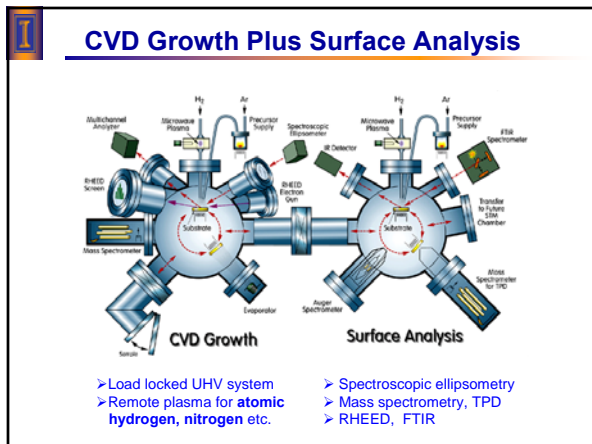 I
CVD Growth Plus Surface Analysis
H2
Ar
Multichannel
Analyzer
Microwave
Plasma
Precursor
Supply
Spectroscopic
Ellipsometer
RHEED
Screen
RHEED
Electron
Gun
Substrate
Mass Spectrometer
Evaporator
Sample
CVD Growth
H2
Ar
Microwave
Plasma
Precursor
Supply
FTIR
Spectrometer
IR Detector
Transfer
to Future
STM
Chamber
Substrate
Auger
Spectrometer
Mass
Spectrometer
for TPD
Surface Analysis
➢Load locked UHV system
➢Remote plasma for atomic
hydrogen, nitrogen etc.
➢Spectroscopic ellipsometry
➢Mass spectrometry, TPD
➢RHEED, FTIR